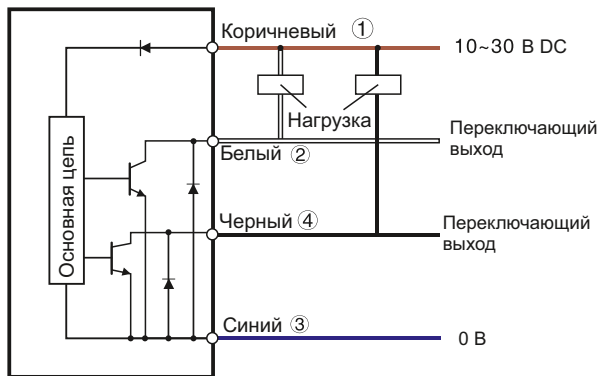 Коричневый ①
10~30 В DC
Нагрузка
Переключающий
выход
Белый ②
Основная цепь
Черный ④
Переключающий
выход
Синий ③
0 В